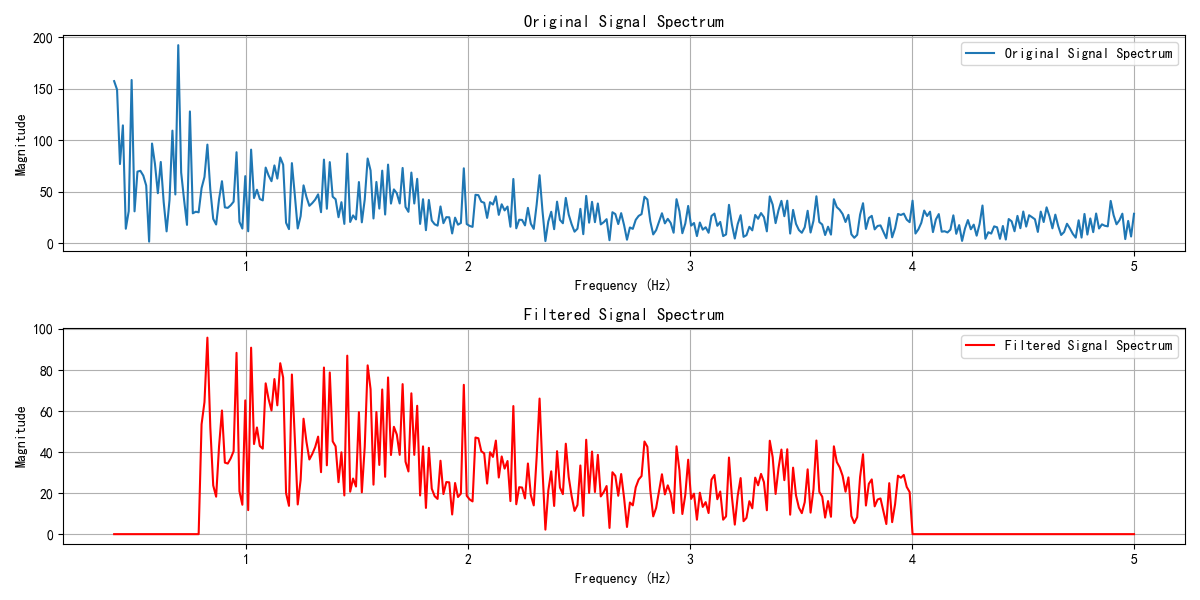 Original Signal Spectrum
200
150
100
50
0
Magnitude
Original Signal Spectrum
1 2 3 4 5
Frequency (Hz)
Filtered Signal Spectrum
100
80
60
40
20
0
Magnitude
Filtered Signal Spectrum
1 2 3 4 5
Frequency (Hz)